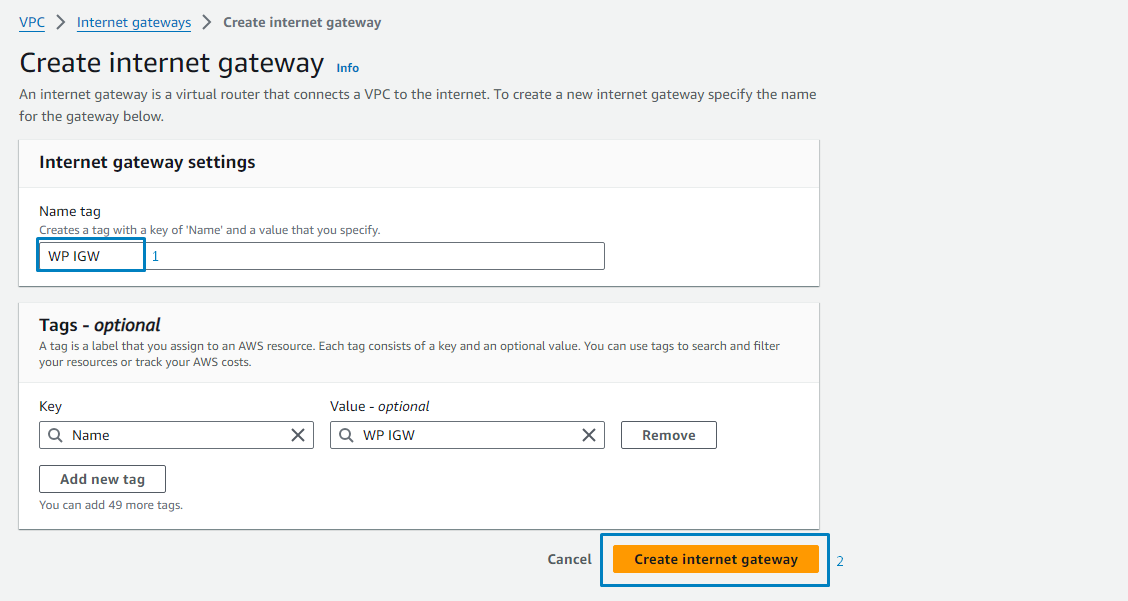 VPC > Internet gateways > Create internet gateway
Create internet gateway Info
An internet gateway is a virtual router that connects a VPC to the internet. To create a new internet gateway specify the name
for the gateway below.
Internet gateway settings
Name tag
Creates a tag with a key of 'Name' and a value that you specify.
WP IGW 1
Tags - optional
A tag is a label that you assign to an AWS resource. Each tag consists of a key and an optional value. You can use tags to search and filter
your resources or track your AWS costs.
Key Value - optional
Name WP IGW Remove
Add new tag
You can add 49 more tags.
Cancel Create internet gateway 2